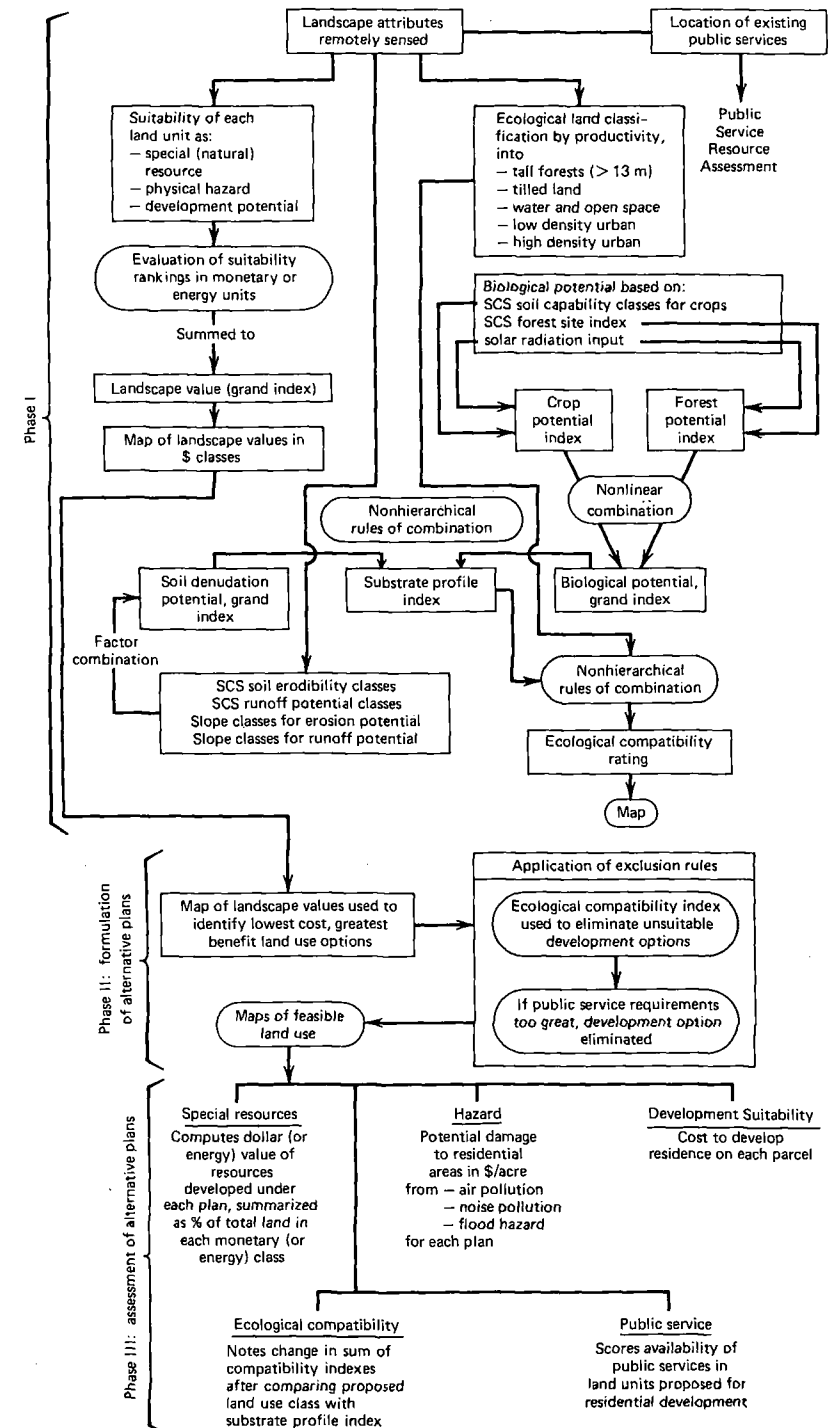 Landscape attributes
remotely sensed
Location of existing
public services
Suitability of each
land unit as:
– special (natural)
resource
– physical hazard
– development potential
Ecological land classi-
fication by productivity,
into
– tall forests (> 13 m)
– tilled land
– water and open space
– low density urban
– high density urban
Public
Service
Resource
Assessment
Evaluation of suitability
rankings in monetary or
energy units
Biological potential based on:
SCS soil capability classes for crops
SCS forest site index
solar radiation input
Summed to
Landscape value (grand index)
Crop
potential
index
Forest
potential
index
Phase I
Map of landscape values in
$ classes
Nonlinear
combination
Nonhierarchical
rules of combination
Soil denudation
potential, grand
index
Substrate profile
index
Biological potential,
grand index
Factor
combination
Nonhierarchical
rules of combination
SCS soil erodibility classes
SCS runoff potential classes
Slope classes for erosion potential
Slope classes for runoff potential
Ecological compatibility
rating
Map
Phase II: formulation
of alternative plans
Application of exclusion rules
Map of landscape values used to
identify lowest cost, greatest
benefit land use options
Ecological compatibility index
used to eliminate unsuitable
development options
Maps of feasible
land use
If public service requirements
too great, development option
eliminated
Phase III: assessment of alternative plans
Special resources
Computes dollar (or
energy) value of
resources
developed under
each plan, summarized
as % of total land in
each monetary (or
energy) class
Hazard
Potential damage
to residential
areas in $/acre
from – air pollution
– noise pollution
– flood hazard
for each plan
Development Suitability
Cost to develop
residence on each parcel
Ecological compatibility
Notes change in sum of
compatibility indexes
after comparing proposed
land use class with
substrate profile index
Public service
Scores availability of
public services in
land units proposed for
residential development